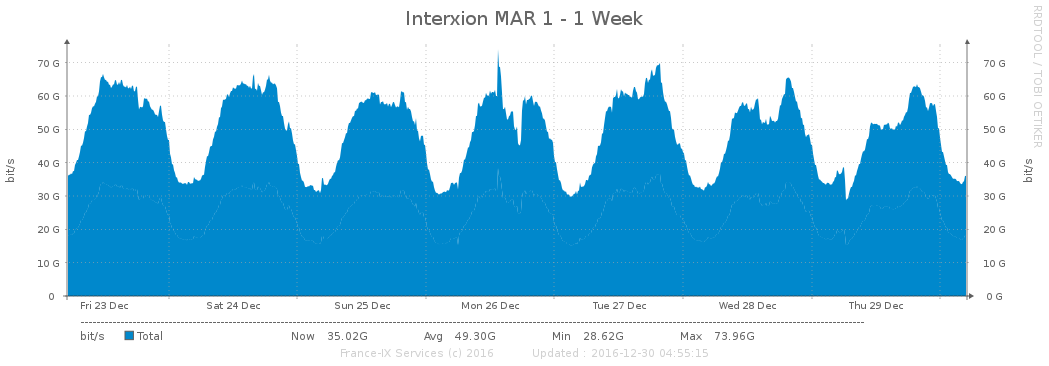 Interxion MAR 1 - 1 Week
RRDTOOL / TOBI OETIKER
bit/s
70 G 70 G
60 G 60 G
50 G 50 G
40 G 40 G
30 G 30 G
20 G 20 G
10 G 10 G
0 0 G
bit/s
Fri 23 Dec Sat 24 Dec Sun 25 Dec Mon 26 Dec Tue 27 Dec Wed 28 Dec Thu 29 Dec
bit/s Total Now 35.02G Avg 49.30G Min 28.62G Max 73.96G
France-IX Services (c) 2016 Updated : 2016-12-30 04:55:15